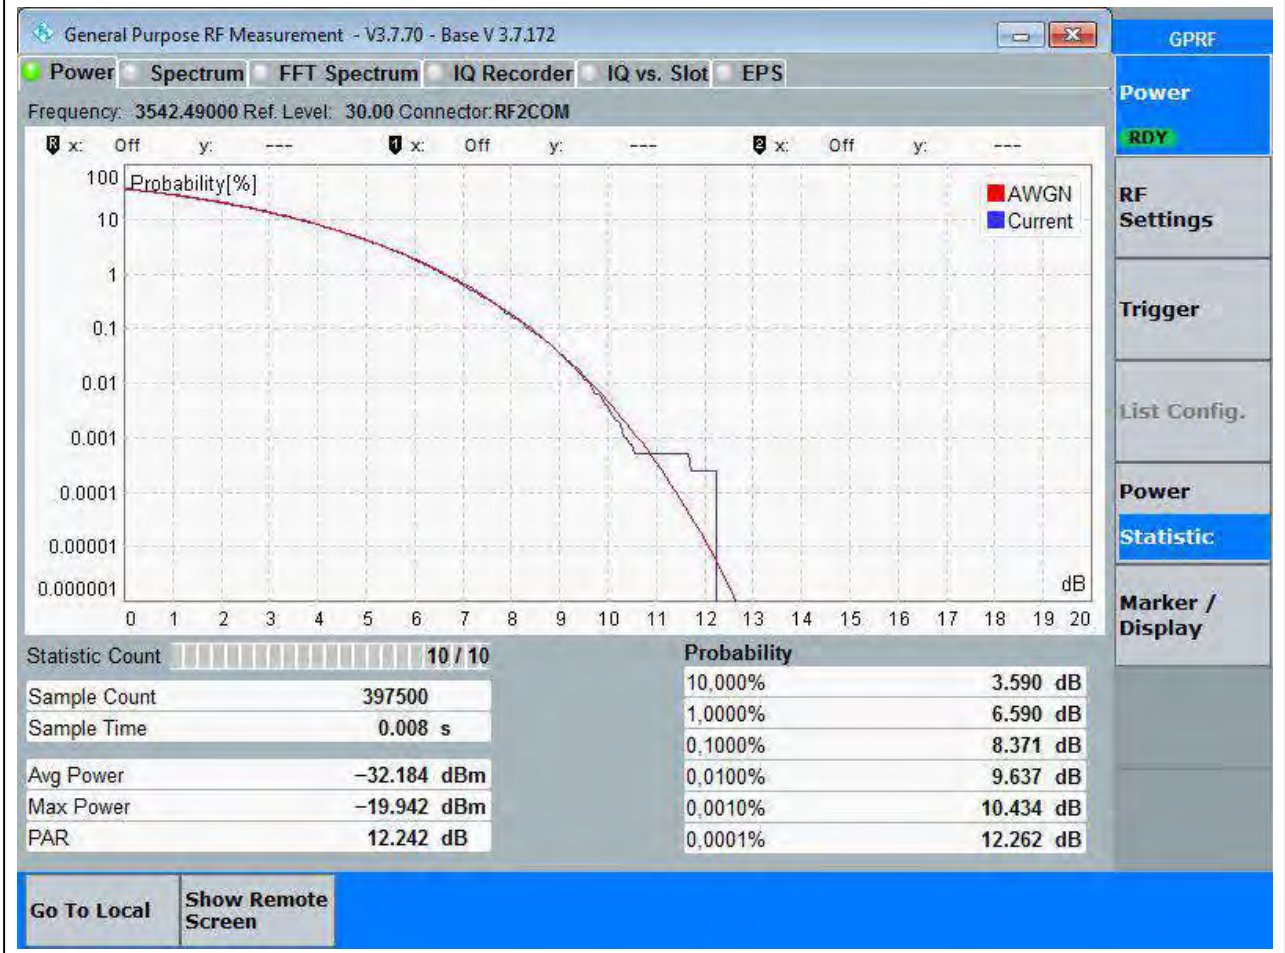 General Purpose RF Measurement - V3.7.70 - Base V 3.7.172
GPRF
Power Spectrum FFT Spectrum IQ Recorder IQ vs. Slot EPS
Frequency: 3542.49000 Ref. Level: 30.00 Connector:RF2COM
R x: Off y: --- 1 x: Off y: --- 2 x: Off y: ---
Probability[%]
100
10
1
0.1
0.01
0.001
0.0001
0.00001
0.000001
AWGN
Current
dB
0 1 2 3 4 5 6 7 8 9 10 11 12 13 14 15 16 17 18 19 20
Statistic Count 10 / 10
Sample Count 397500
Sample Time 0.008 s
Avg Power −32.184 dBm
Max Power −19.942 dBm
PAR 12.242 dB
Probability
10,000% 3.590 dB
1,0000% 6.590 dB
0,1000% 8.371 dB
0,0100% 9.637 dB
0,0010% 10.434 dB
0,0001% 12.262 dB
Power
RDY
RF
Settings
Trigger
List Config.
Power
Statistic
Marker /
Display
Go To Local
Show Remote
Screen